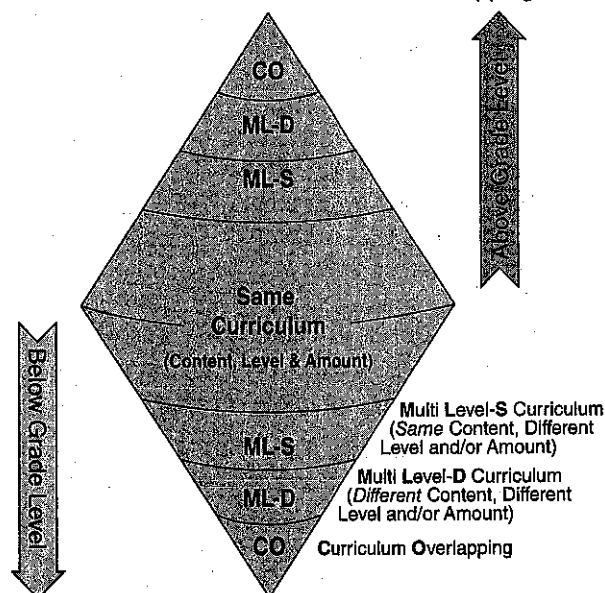 CO
ML-D
ML-S
Above Grade Level
Same
Curriculum
(Content, Level & Amount)
Below Grade Level
Multi Level-S Curriculum
(Same Content, Different
Level and/or Amount)
ML-S
Multi Level-D Curriculum
(Different Content, Different
Level and/or Amount)
ML-D
CO
Curriculum Overlapping